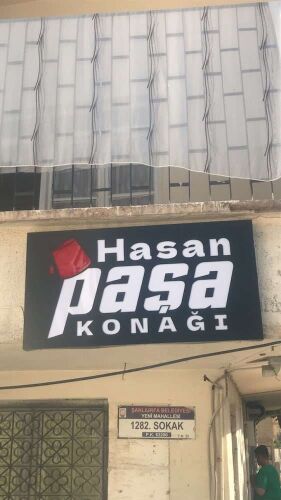 Hasan
paşa
KONAĞI
ŞANLIURFA BELEDİYESİ
YENİ MAHALLESİ
1282. SOKAK